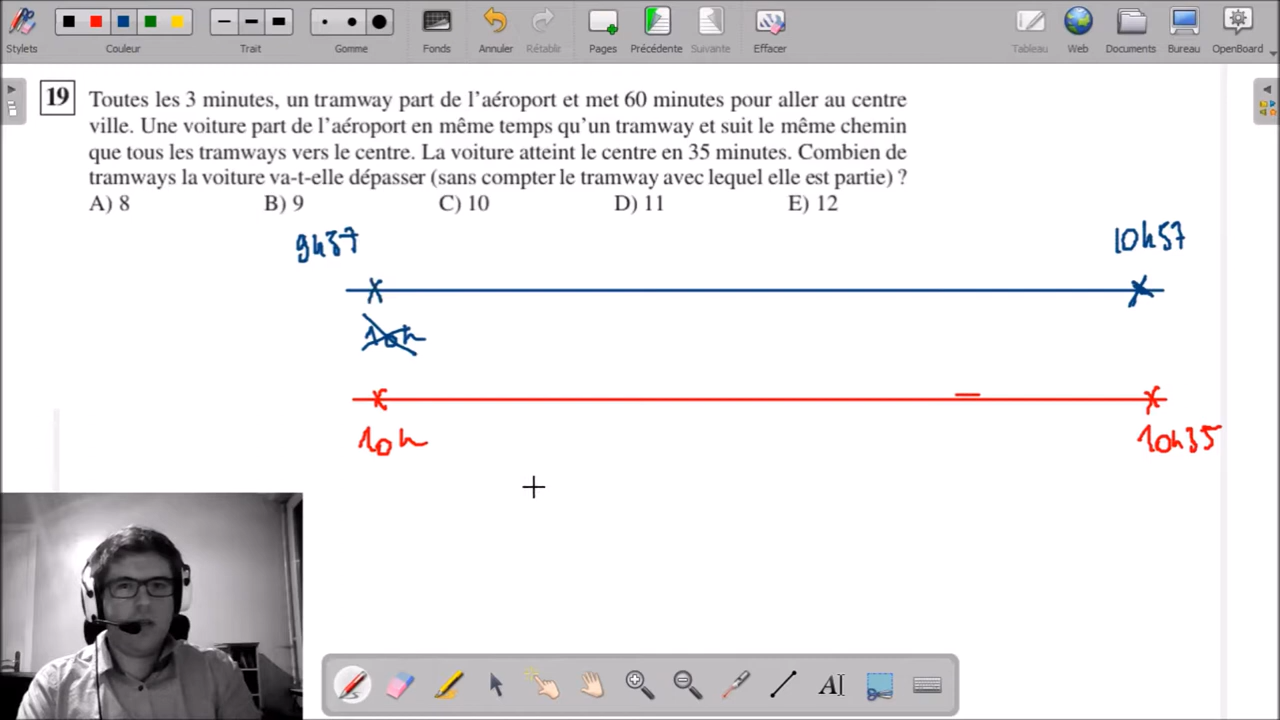 Stylets
Couleur
Trait
Gomme
Fonds
Annuler
Rétablir
Pages
Précédente
Suivante
Effacer
Tableau
Web
Documents
Bureau
OpenBoard
19
Toutes les 3 minutes, un tramway part de l'aéroport et met 60 minutes pour aller au centre
ville. Une voiture part de l'aéroport en même temps qu'un tramway et suit le même chemin
que tous les tramways vers le centre. La voiture atteint le centre en 35 minutes. Combien de
tramways la voiture va-t-elle dépasser (sans compter le tramway avec lequel elle est partie) ?
A) 8 B) 9 C) 10 D) 11 E) 12
9h57 10h57
10h
10h 10h35
AI